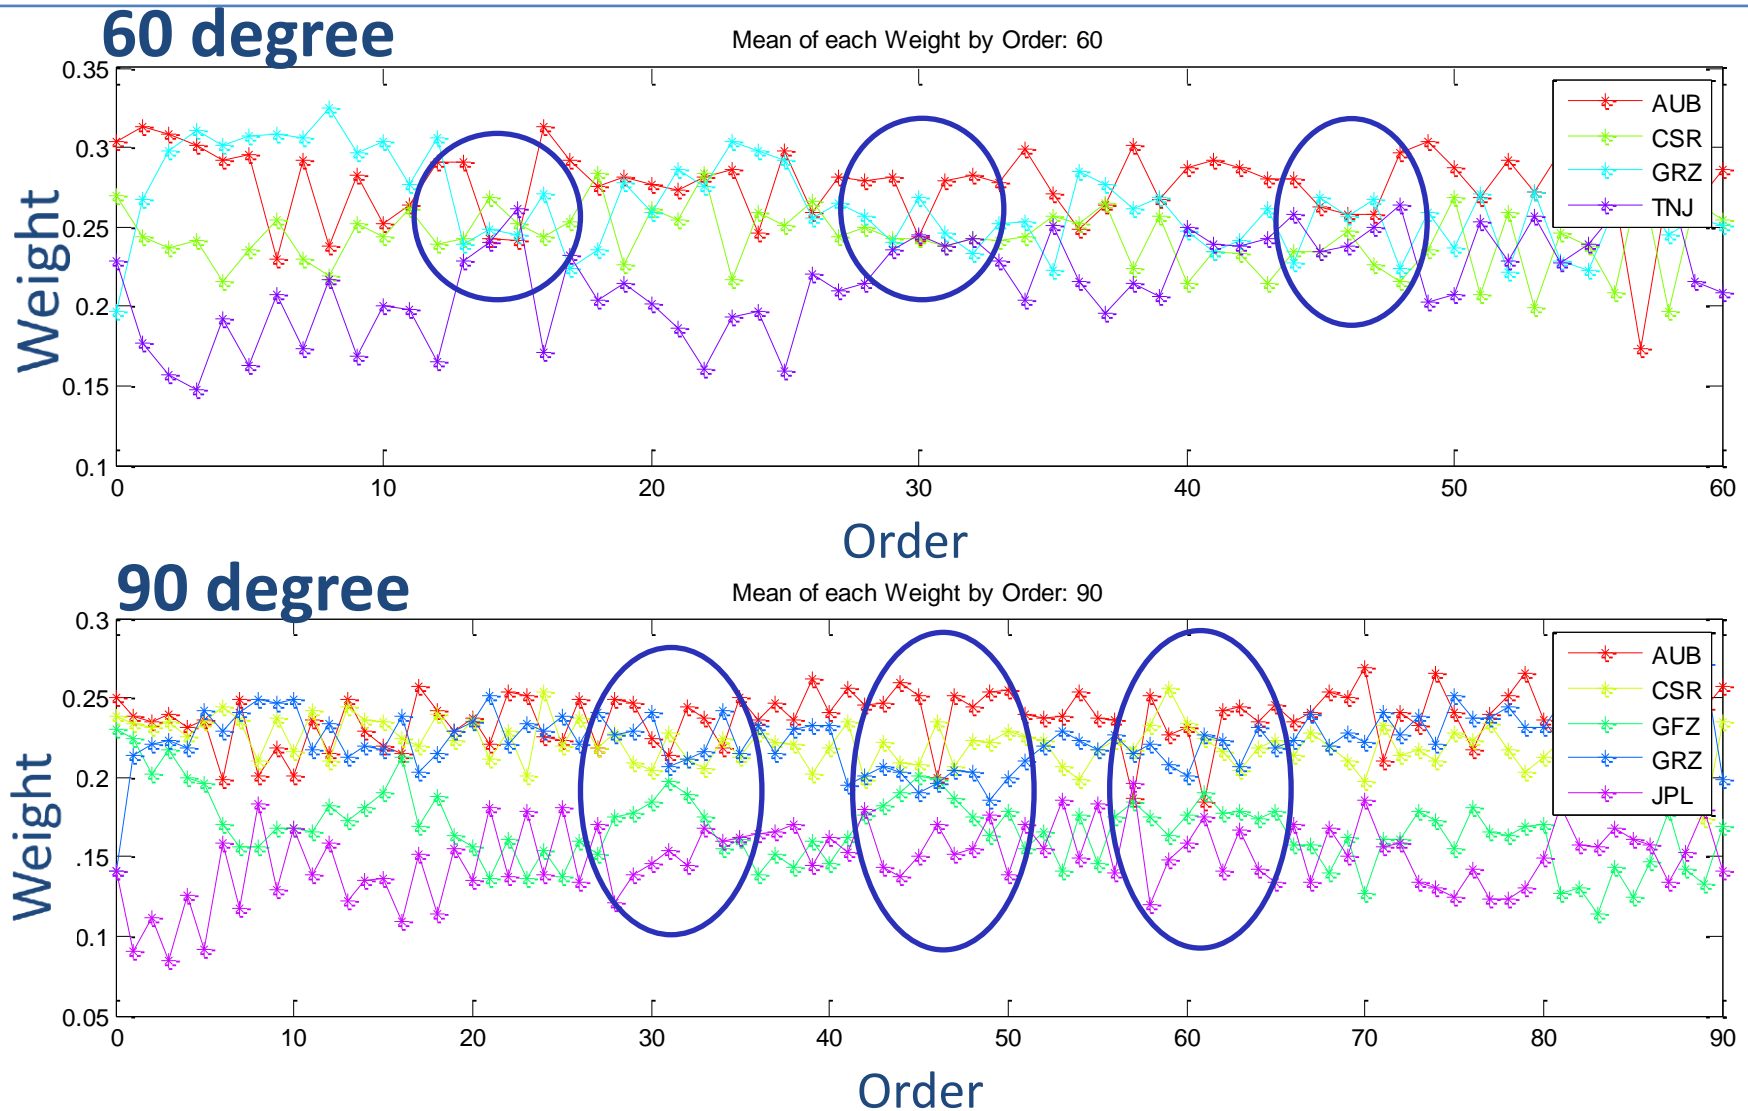 60 degree
Mean of each Weight by Order: 60
0.35
0.3
0.25
0.2
0.15
0.1
Weight
AUB
CSR
GRZ
TNJ
0 10 20 30 40 50 60
Order
90 degree
Mean of each Weight by Order: 90
0.3
0.25
0.2
0.15
0.1
0.05
Weight
AUB
CSR
GFZ
GRZ
JPL
0 10 20 30 40 50 60 70 80 90
Order